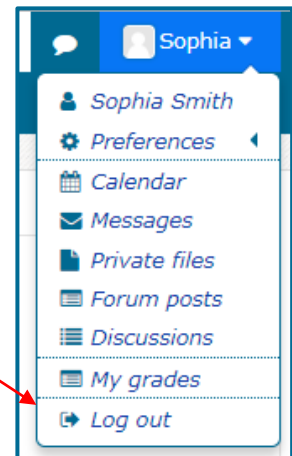 Sophia
Sophia Smith
Preferences
Calendar
Messages
Private files
Forum posts
Discussions
My grades
Log out